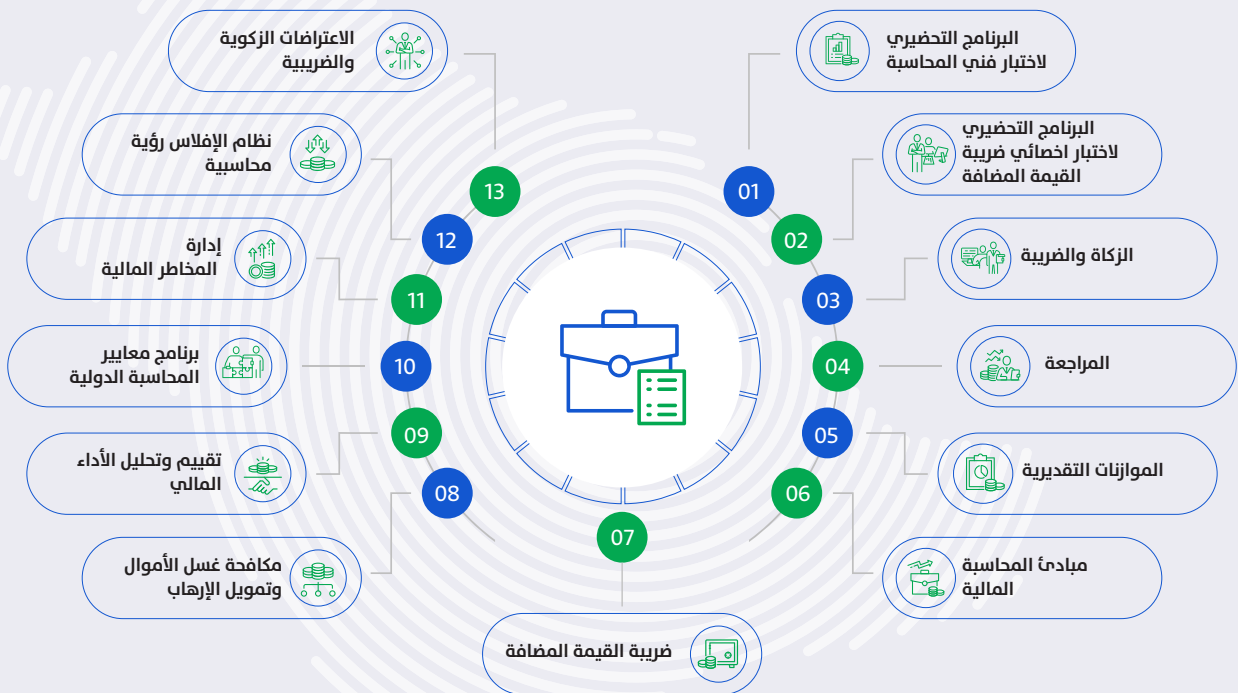 01
البرنامج التحضيري
لاختبار فني المحاسبة
02
البرنامج التحضيري
لاختبار اخصائي ضريبة
القيمة المضافة
03
الزكاة والضريبة
04
المراجعة
05
الموازنات التقديرية
06
مبادئ المحاسبة
المالية
07
ضريبة القيمة المضافة
08
مكافحة غسل الأموال
وتمويل الإرهاب
09
تقييم وتحليل الأداء
المالي
10
برنامج معايير
المحاسبة الدولية
11
إدارة
المخاطر المالية
12
نظام الإفلاس رؤية
محاسبية
13
الاعتراضات الزكوية
والضريبية